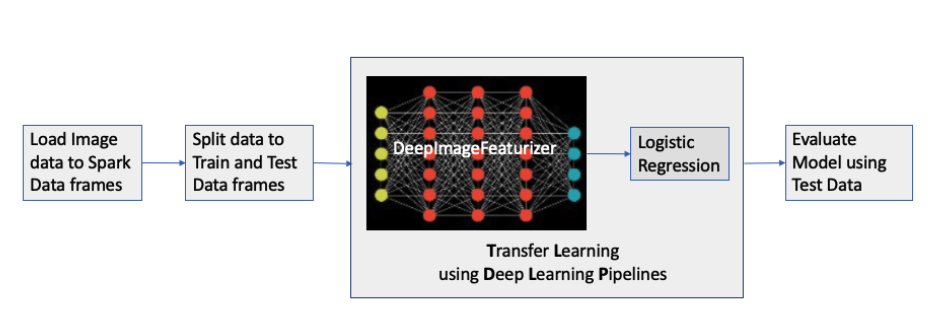 Load Image
data to Spark
Data frames
Split data to
Train and Test
Data frames
DeepImageFeaturizer
Logistic
Regression
Transfer Learning
using Deep Learning Pipelines
Evaluate
Model using
Test Data